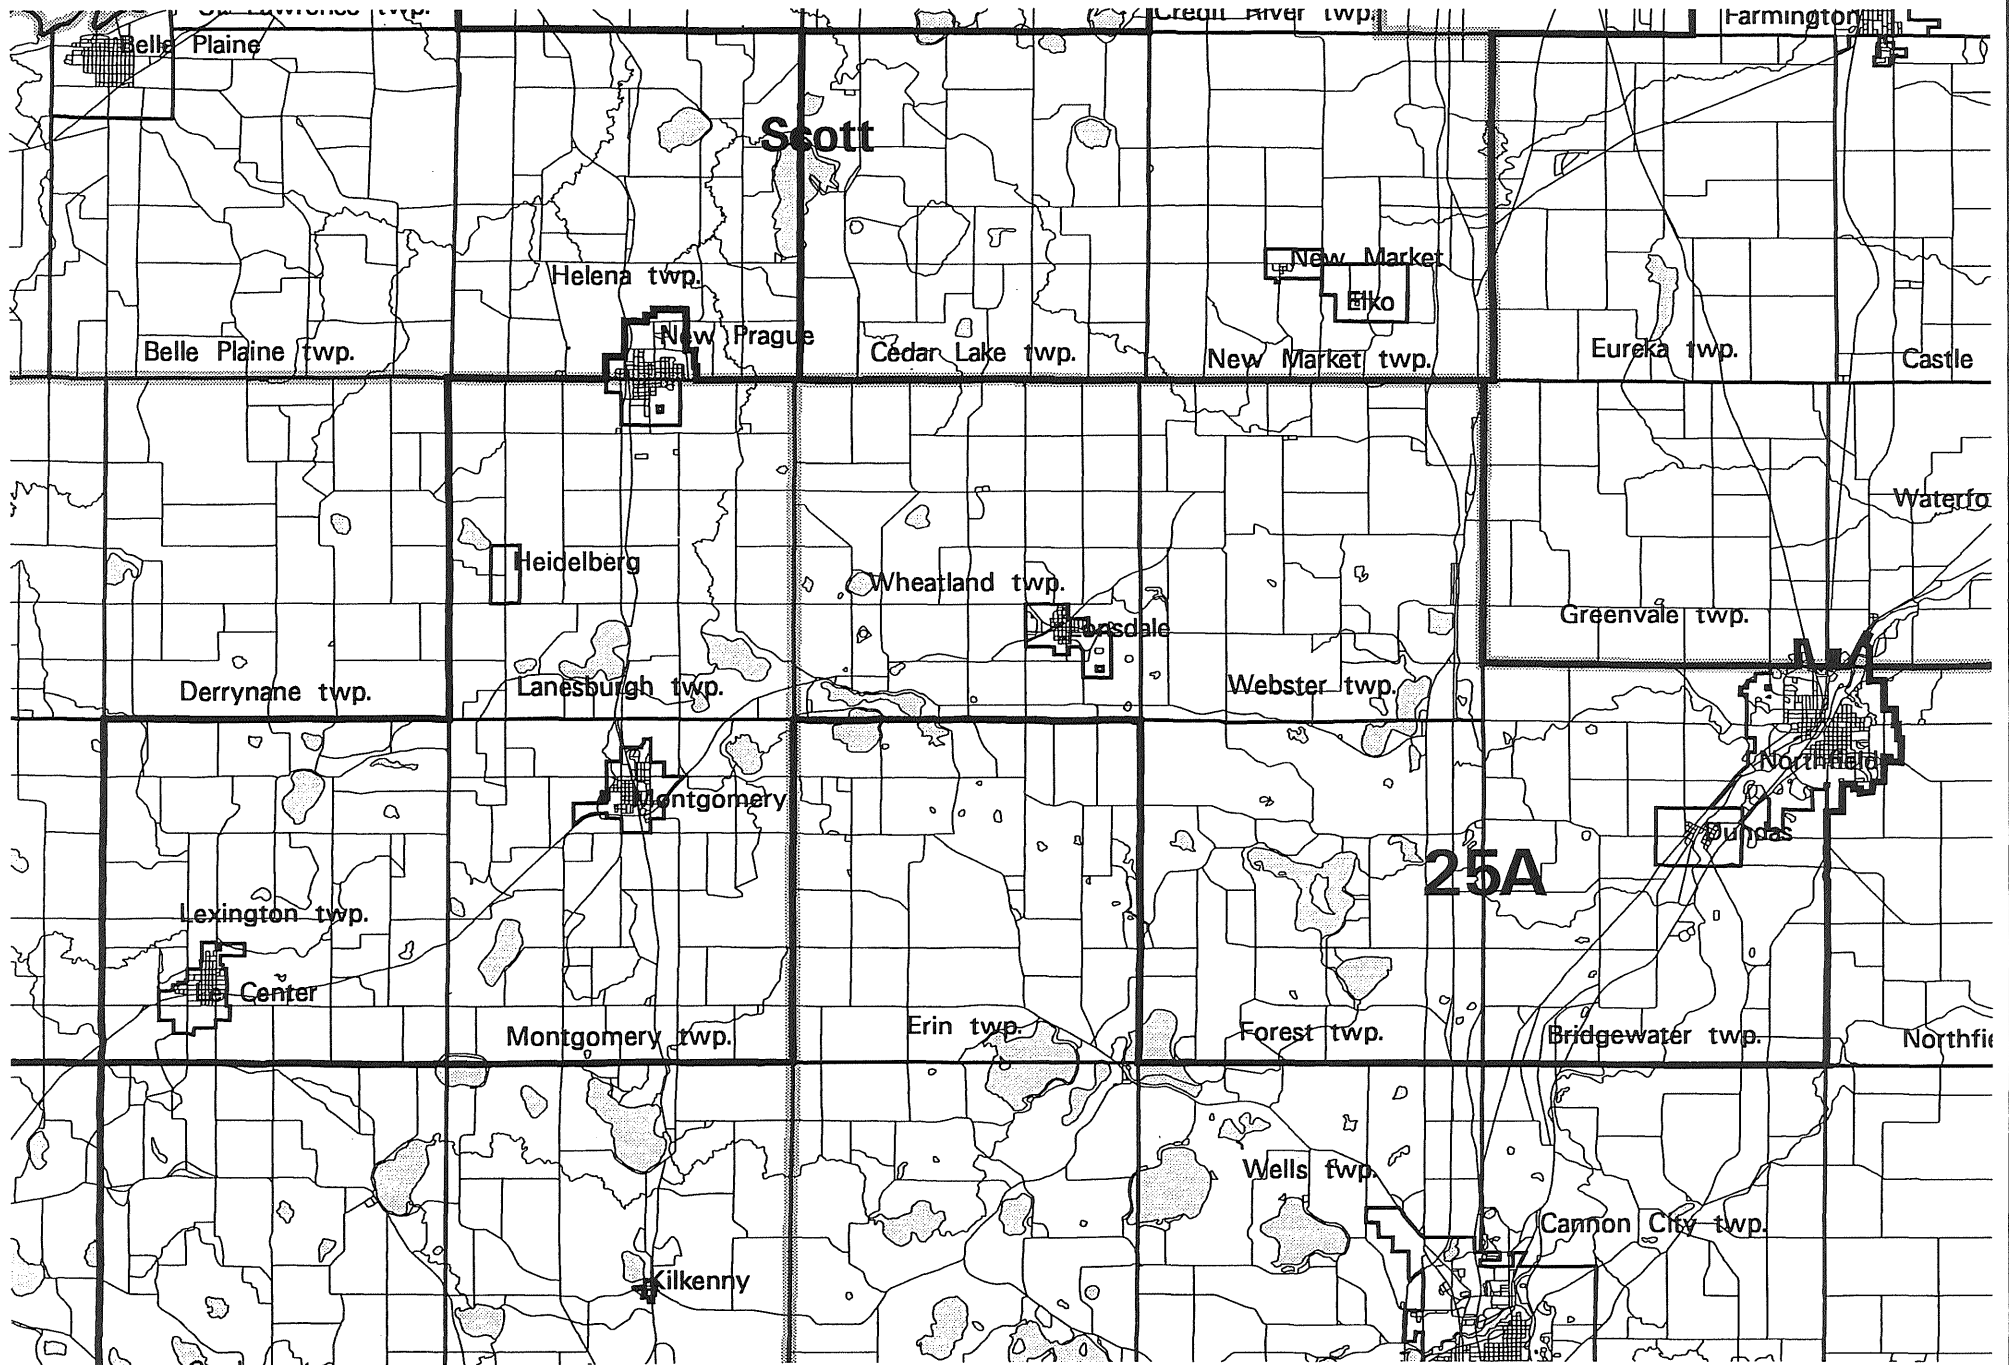 Credit River twp.
Farmington
Belle Plaine
Scott
New Market
Helena twp.
Elko
New Prague
Belle Plaine twp.
Cedar Lake twp.
New Market twp.
Eureka twp.
Castle
Waterfo
Heidelberg
Wheatland twp.
Greenvale twp.
Lonsdale
Derrynane twp.
Lanesburgh twp.
Webster twp.
Northfield
Montgomery
Dundas
25A
Lexington twp.
Le Center
Erin twp.
Forest twp.
Montgomery twp.
Bridgewater twp.
Northfie
Wells twp.
Cannon City twp.
Kilkenny